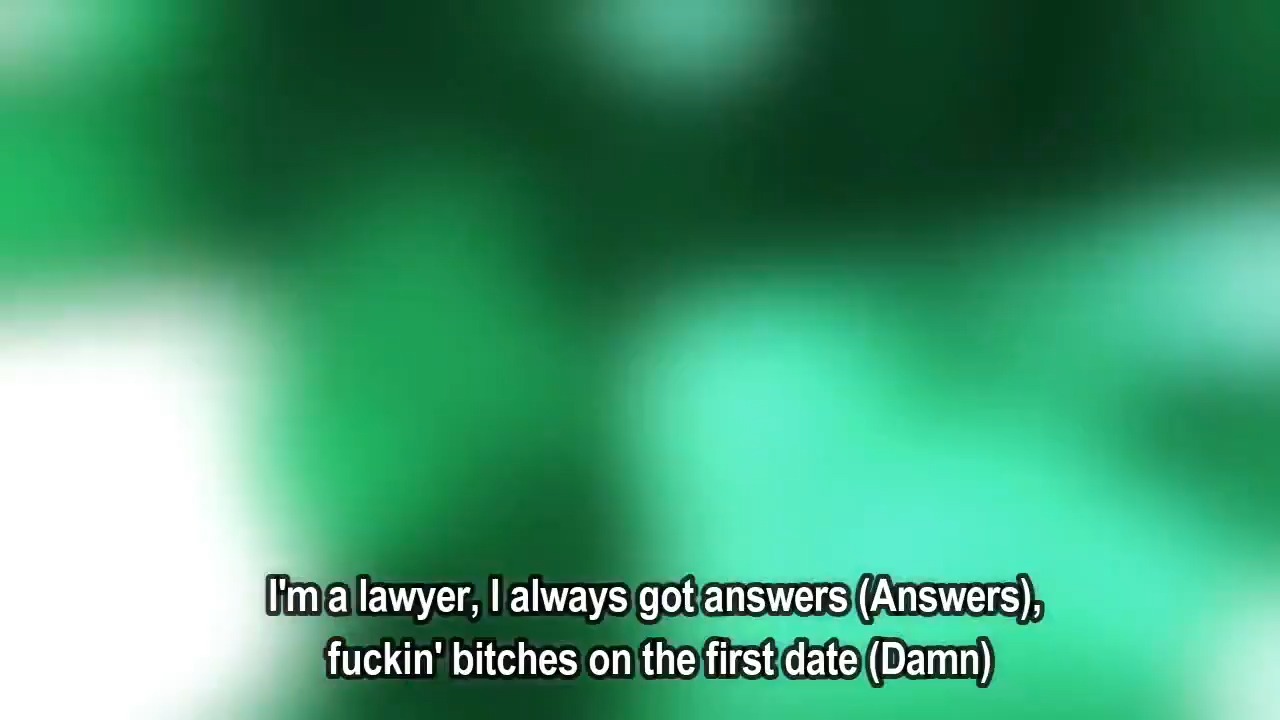 I'm a lawyer, I always got answers (Answers),
fuckin' bitches on the first date (Damn)